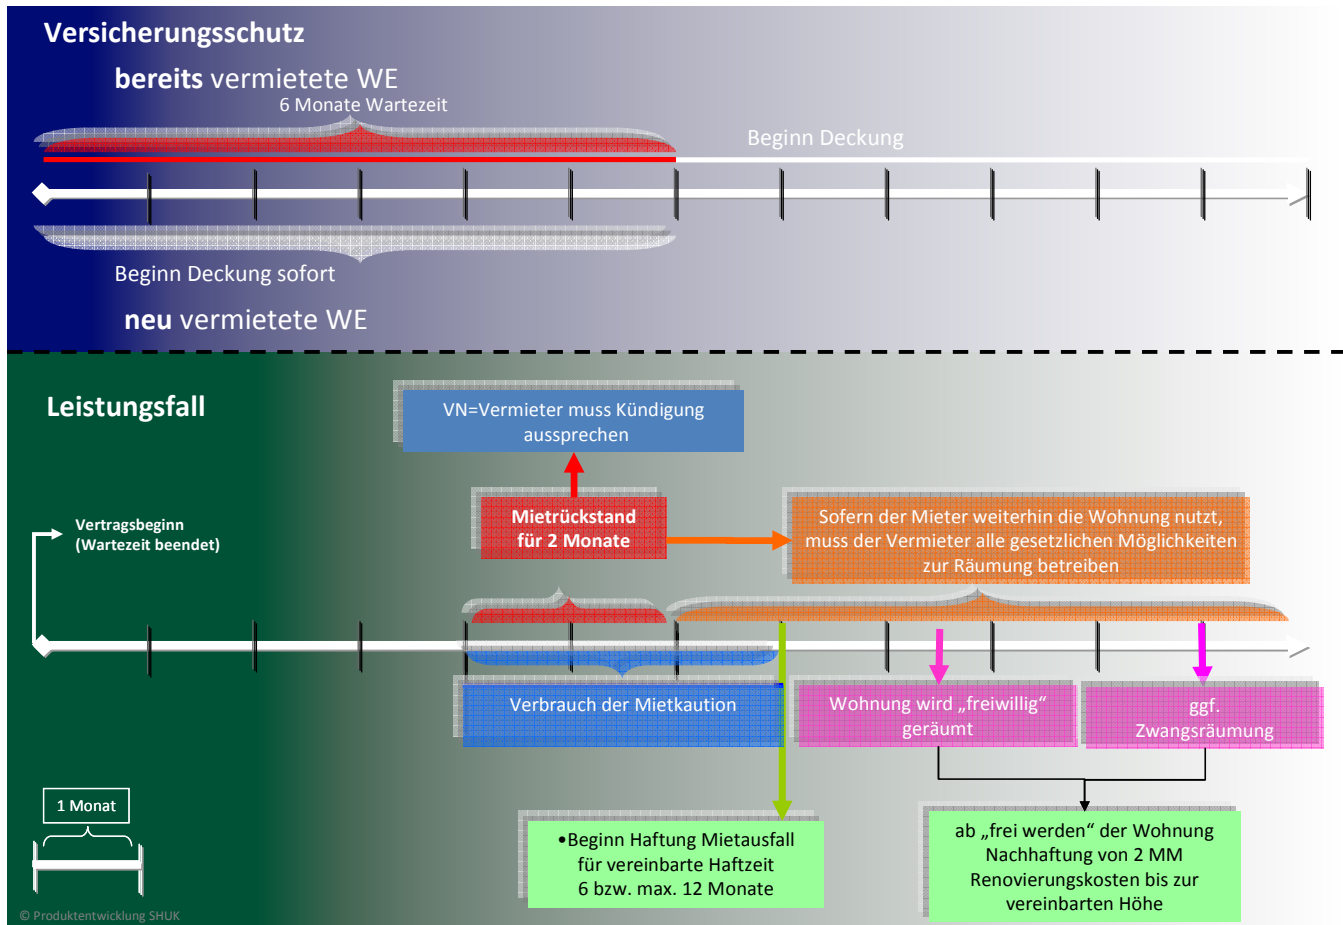 Versicherungsschutz
bereits vermietete WE
6 Monate Wartezeit
Beginn Deckung
Beginn Deckung sofort
neu vermietete WE
Leistungsfall
VN=Vermieter muss Kündigung
aussprechen
Vertragsbeginn
(Wartezeit beendet)
Mietrückstand
für 2 Monate
Sofern der Mieter weiterhin die Wohnung nutzt,
muss der Vermieter alle gesetzlichen Möglichkeiten
zur Räumung betreiben
Verbrauch der Mietkaution
Wohnung wird „freiwillig“
geräumt
ggf.
Zwangsräumung
1 Monat
•Beginn Haftung Mietausfall
für vereinbarte Haftzeit
6 bzw. max. 12 Monate
ab „frei werden“ der Wohnung
Nachhaftung von 2 MM
Renovierungskosten bis zur
vereinbarten Höhe
© Produktentwicklung SHUK